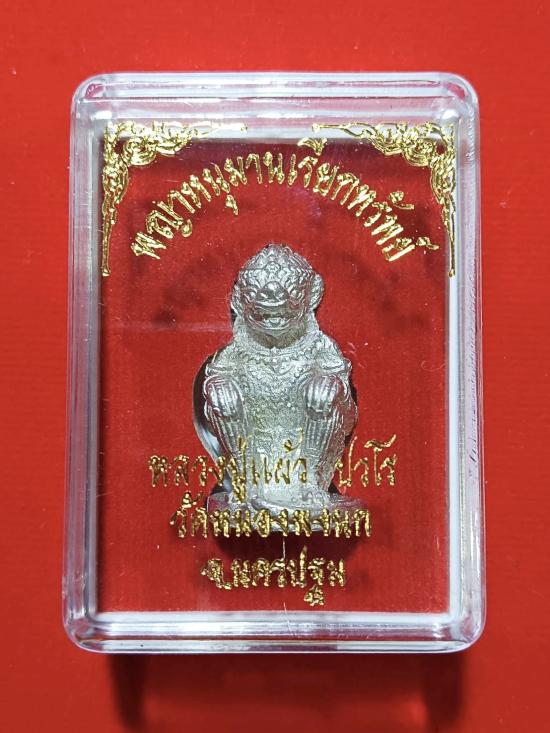 พญาหนุมานเรียกทรัพย์
หลวงปู่แผ้ว ปวโร
วัดหนองพงนก
จ.นครปฐม